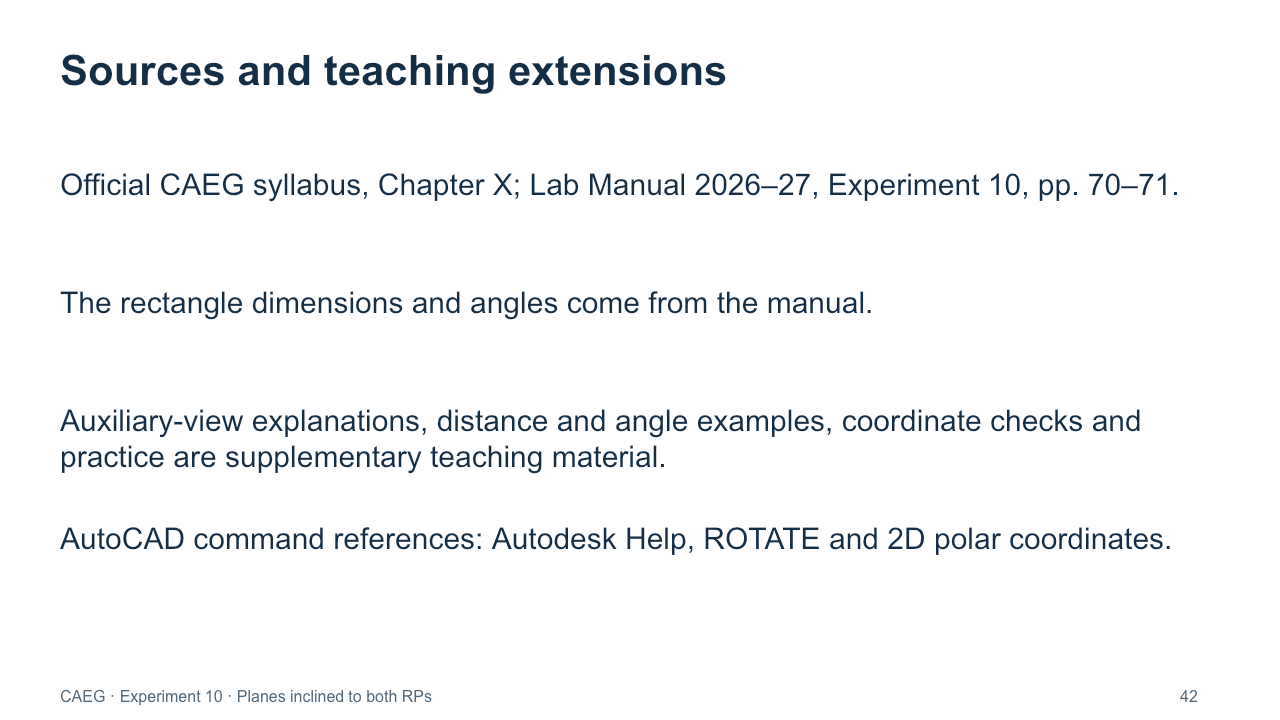 Sources and teaching extensions
Official CAEG syllabus, Chapter X; Lab Manual 2026–27, Experiment 10, pp. 70–71.
The rectangle dimensions and angles come from the manual.
Auxiliary-view explanations, distance and angle examples, coordinate checks and
practice are supplementary teaching material.
AutoCAD command references: Autodesk Help, ROTATE and 2D polar coordinates.
CAEG · Experiment 10 · Planes inclined to both RPs
42